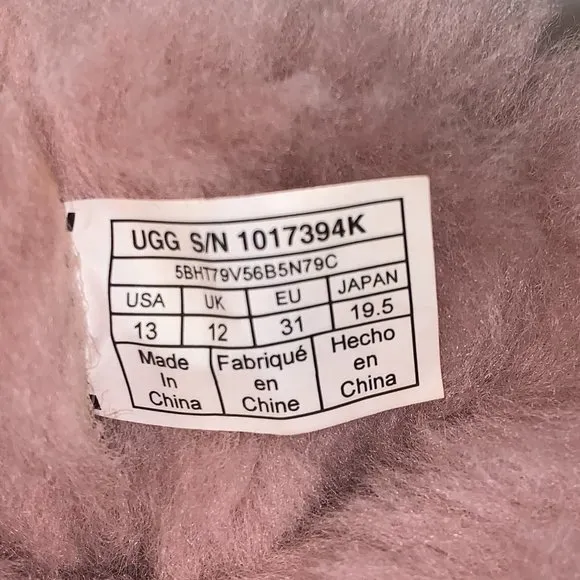 UGG S/N 1017394K
5BHT79V56B5N79C
USA UK EU JAPAN
13 12 31 19.5
Made Fabriqué Hecho
In en en
China Chine China